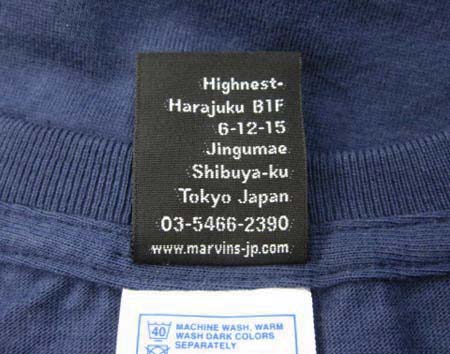 Highnest-
Harajuku B1F
6-12-15
Jingumae
Shibuya-ku
Tokyo Japan
03-5466-2390
www.marvins-jp.com
40
MACHINE WASH, WARM
WASH DARK COLORS
SEPARATELY